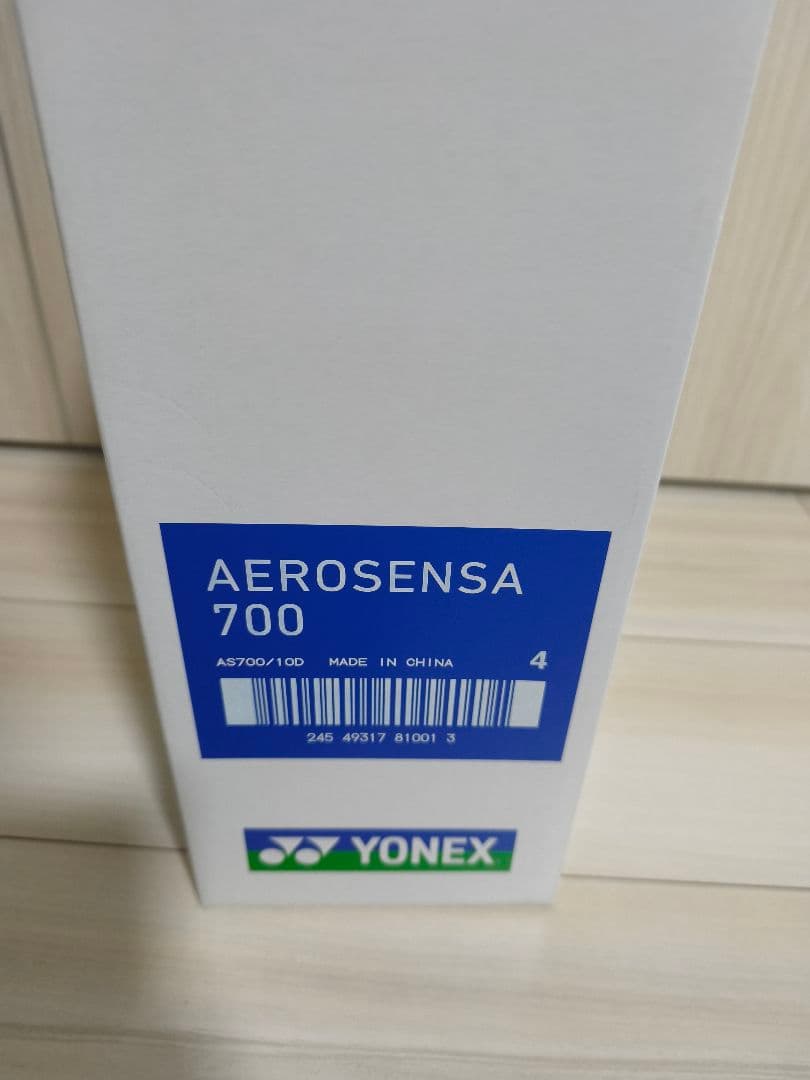 AEROSENSA
700
AS700/10D MADE IN CHINA 4
245 49317 81001 3
YONEX